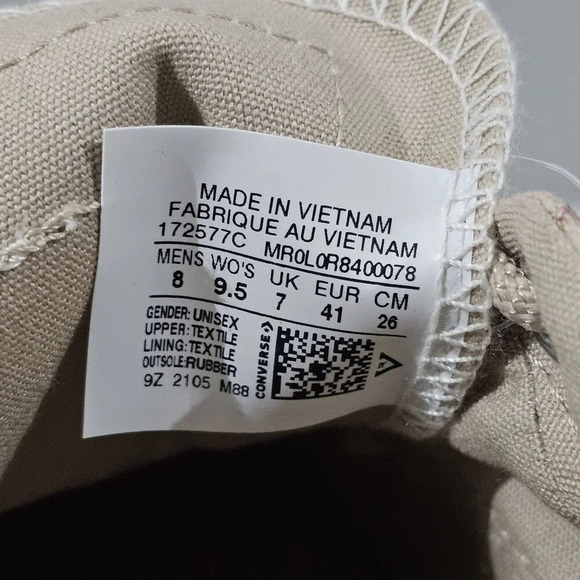 MADE IN VIETNAM
FABRIQUE AU VIETNAM
172577C MR0L0R8400078
MENS WO'S UK EUR CM
8 9.5 7 41 26
GENDER: UNISEX
UPPER: TEXTILE
LINING: TEXTILE
OUTSOLE: RUBBER
9Z 2105 M88
CONVERSE